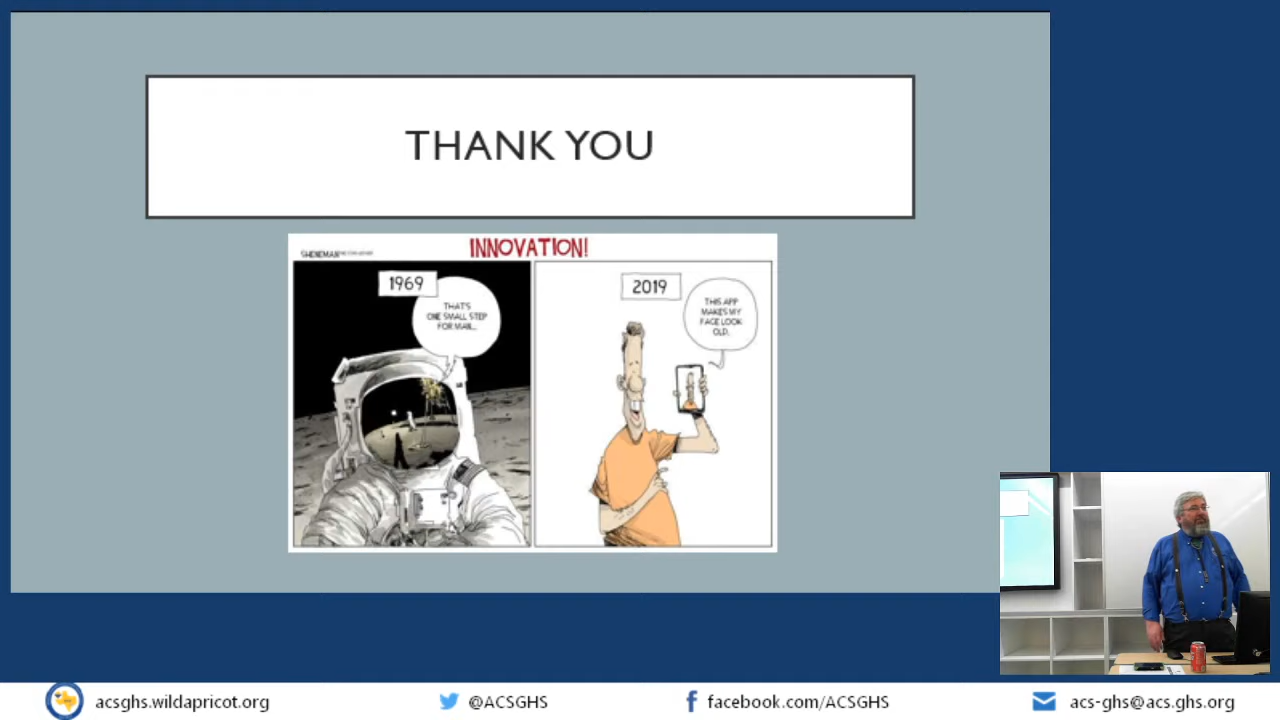 THANK YOU
INNOVATION!
SHENEMAN
1969
THAT'S
ONE SMALL STEP
FOR MAN...
2019
THIS APP
MAKES MY
FACE LOOK
OLD.
acsghs.wildapricot.org
@ACSGHS
facebook.com/ACSGHS
acs-ghs@acs.ghs.org